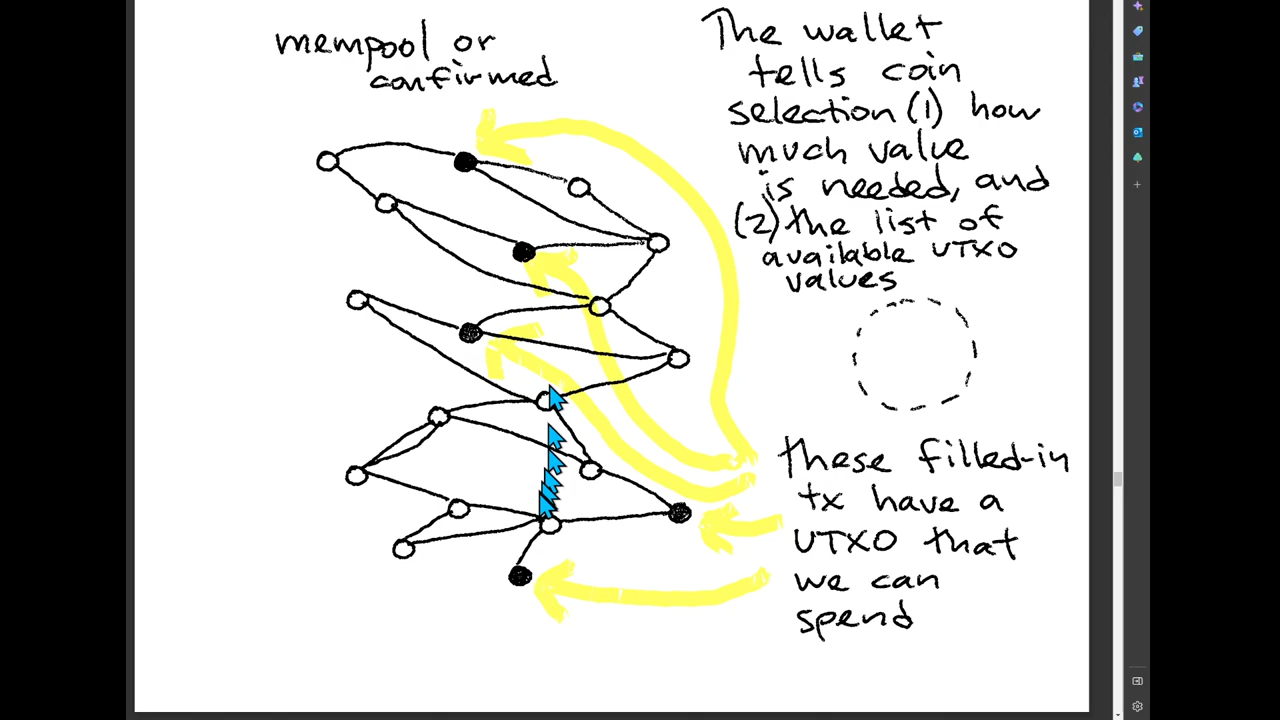 mempool or
confirmed
The wallet
tells coin
selection (1) how
much value
is needed, and
(2) the list of
available UTXO
values
these filled-in
tx have a
UTXO that
we can
spend